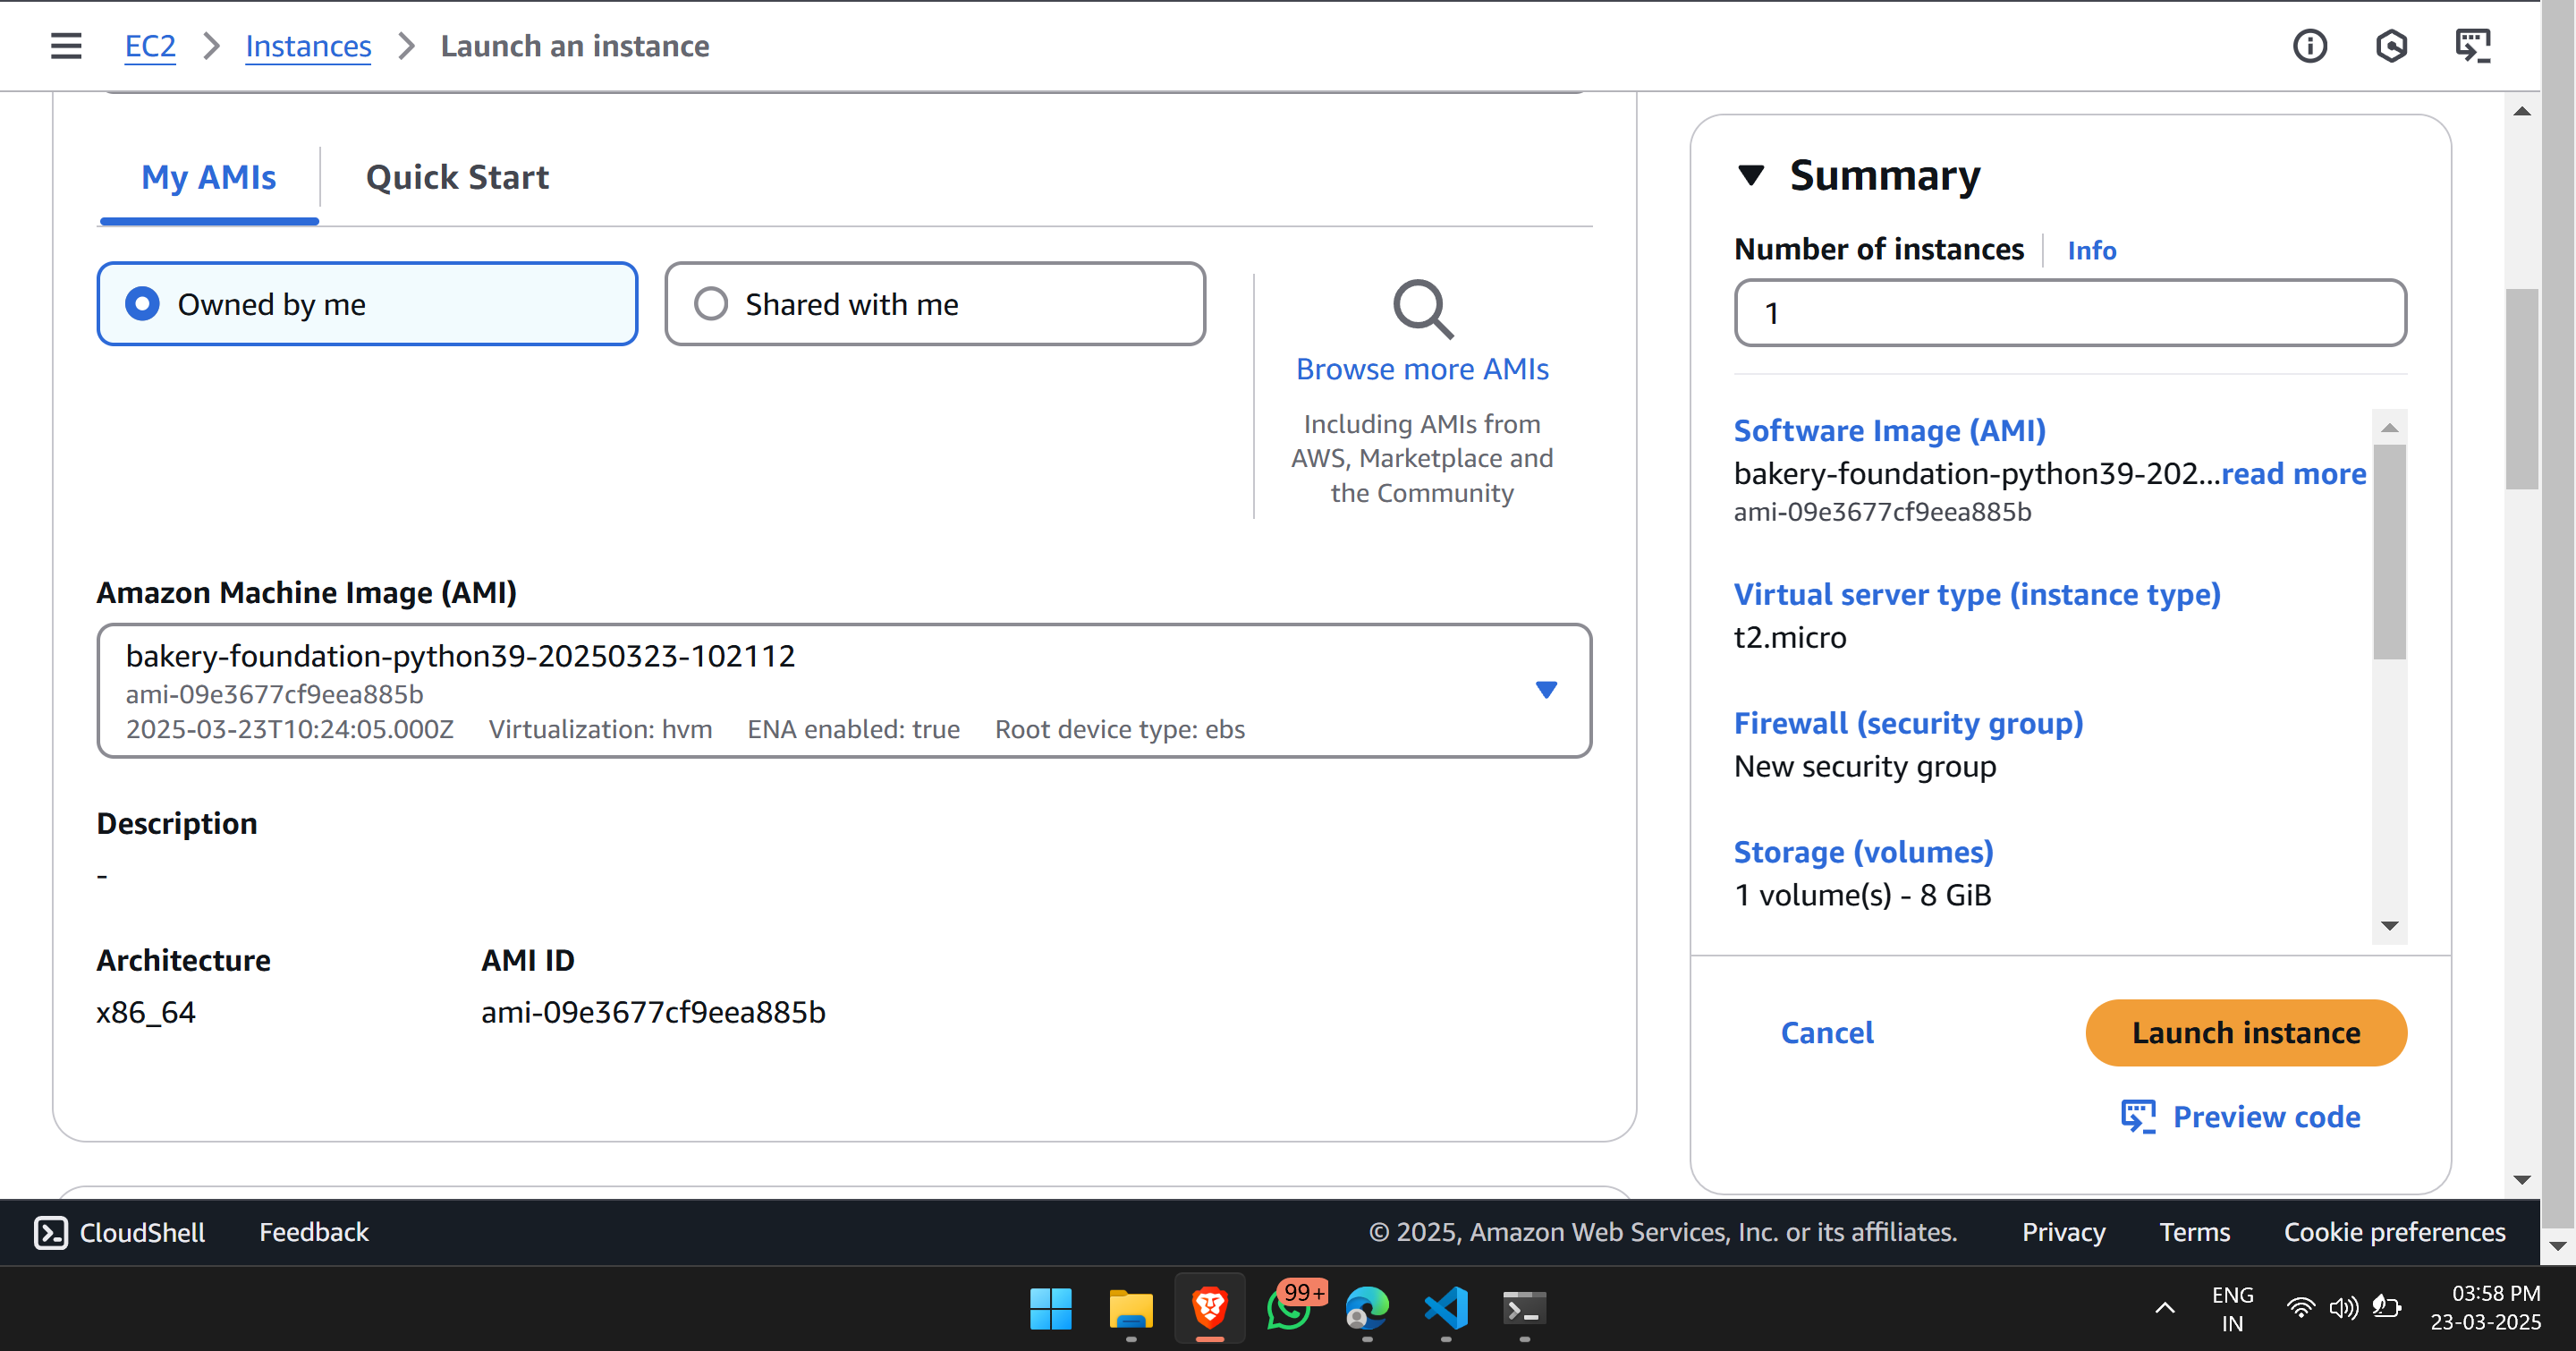 EC2 > Instances > Launch an instance
My AMIs
Quick Start
Owned by me
Shared with me
Browse more AMIs
Including AMIs from
AWS, Marketplace and
the Community
Amazon Machine Image (AMI)
bakery-foundation-python39-20250323-102112
ami-09e3677cf9eea885b
2025-03-23T10:24:05.000Z Virtualization: hvm ENA enabled: true Root device type: ebs
Description
-
Architecture
x86_64
AMI ID
ami-09e3677cf9eea885b
Summary
Number of instances
Info
1
Software Image (AMI)
bakery-foundation-python39-202...read more
ami-09e3677cf9eea885b
Virtual server type (instance type)
t2.micro
Firewall (security group)
New security group
Storage (volumes)
1 volume(s) - 8 GiB
Cancel
Launch instance
Preview code
CloudShell
Feedback
© 2025, Amazon Web Services, Inc. or its affiliates.
Privacy
Terms
Cookie preferences
99+
ENG
IN
03:58 PM
23-03-2025